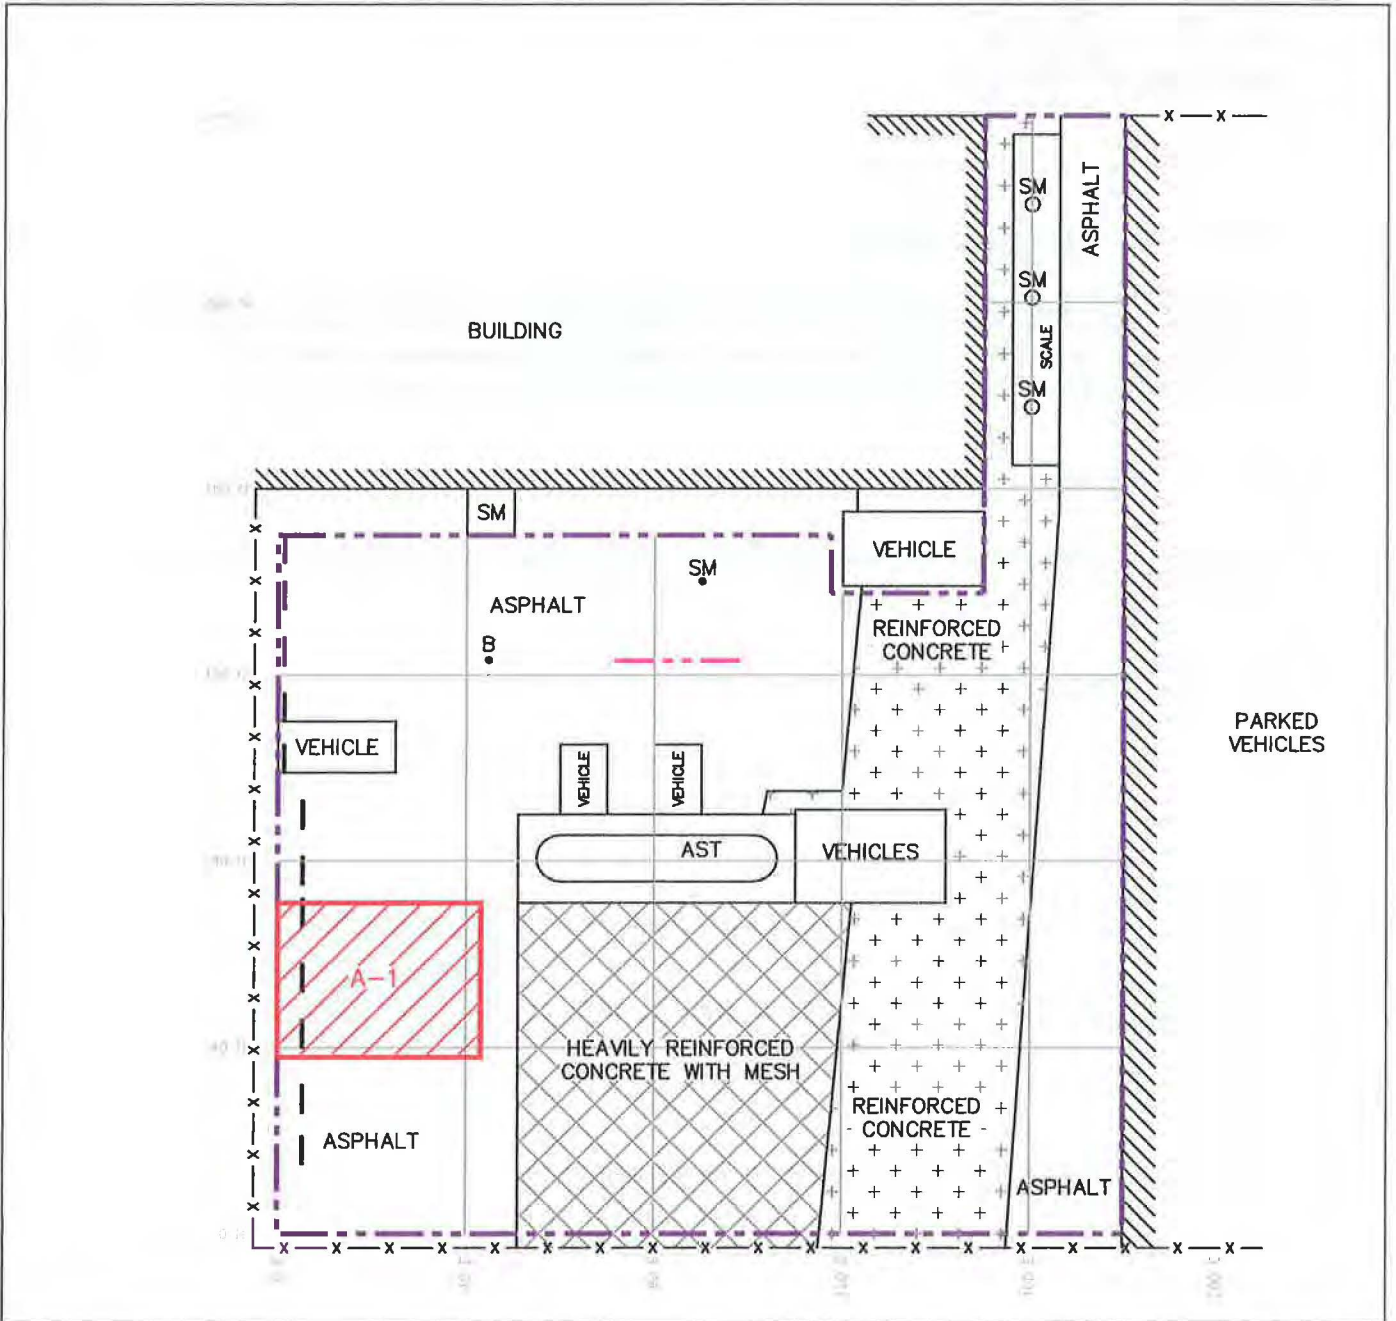 SM
ASPHALT
SM
BUILDING
SCALE
SM
SM
VEHICLE
SM
ASPHALT
B
REINFORCED
CONCRETE
PARKED
VEHICLES
VEHICLE
VEHICLE
VEHICLE
AST
VEHICLES
A-1
HEAVILY REINFORCED
CONCRETE WITH MESH
REINFORCED
CONCRETE
ASPHALT
ASPHALT